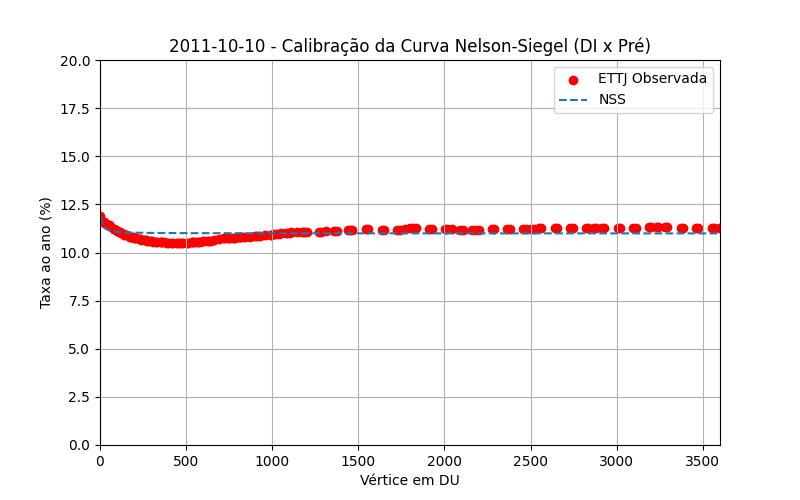 2011-10-10 - Calibração da Curva Nelson-Siegel (DI x Pré)
ETTJ Observada
NSS
Taxa ao ano (%)
20.0
17.5
15.0
12.5
10.0
7.5
5.0
2.5
0.0
0 500 1000 1500 2000 2500 3000 3500
Vértice em DU